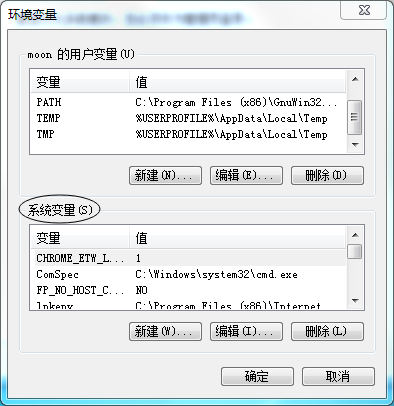 环境变量
moon 的用户变量(U)
变量 值
PATH C:\Program Files (x86)\GnuWin32...
TEMP %USERPROFILE%\AppData\Local\Temp
TMP %USERPROFILE%\AppData\Local\Temp
新建(N)... 编辑(E)... 删除(D)
系统变量(S)
变量 值
CHROME_ETW_L... 1
ComSpec C:\Windows\system32\cmd.exe
FP_NO_HOST_C... NO
C:\Program Files (x86)\Internet
新建(W)... 编辑(I)... 删除(L)
确定 取消